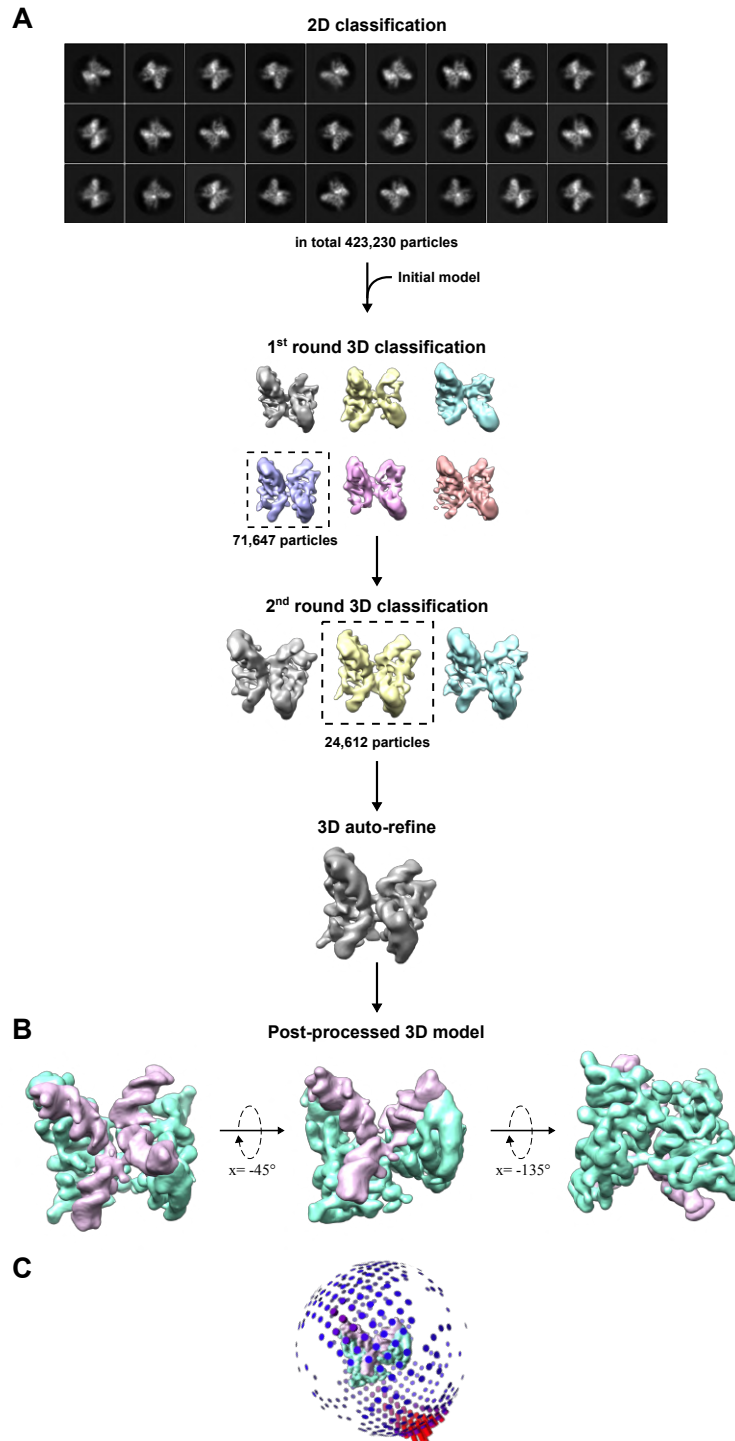 A
2D classification
in total 423,230 particles
Initial model
1st round 3D classification
71,647 particles
2nd round 3D classification
24,612 particles
3D auto-refine
B
Post-processed 3D model
x= -45°
x= -135°
C